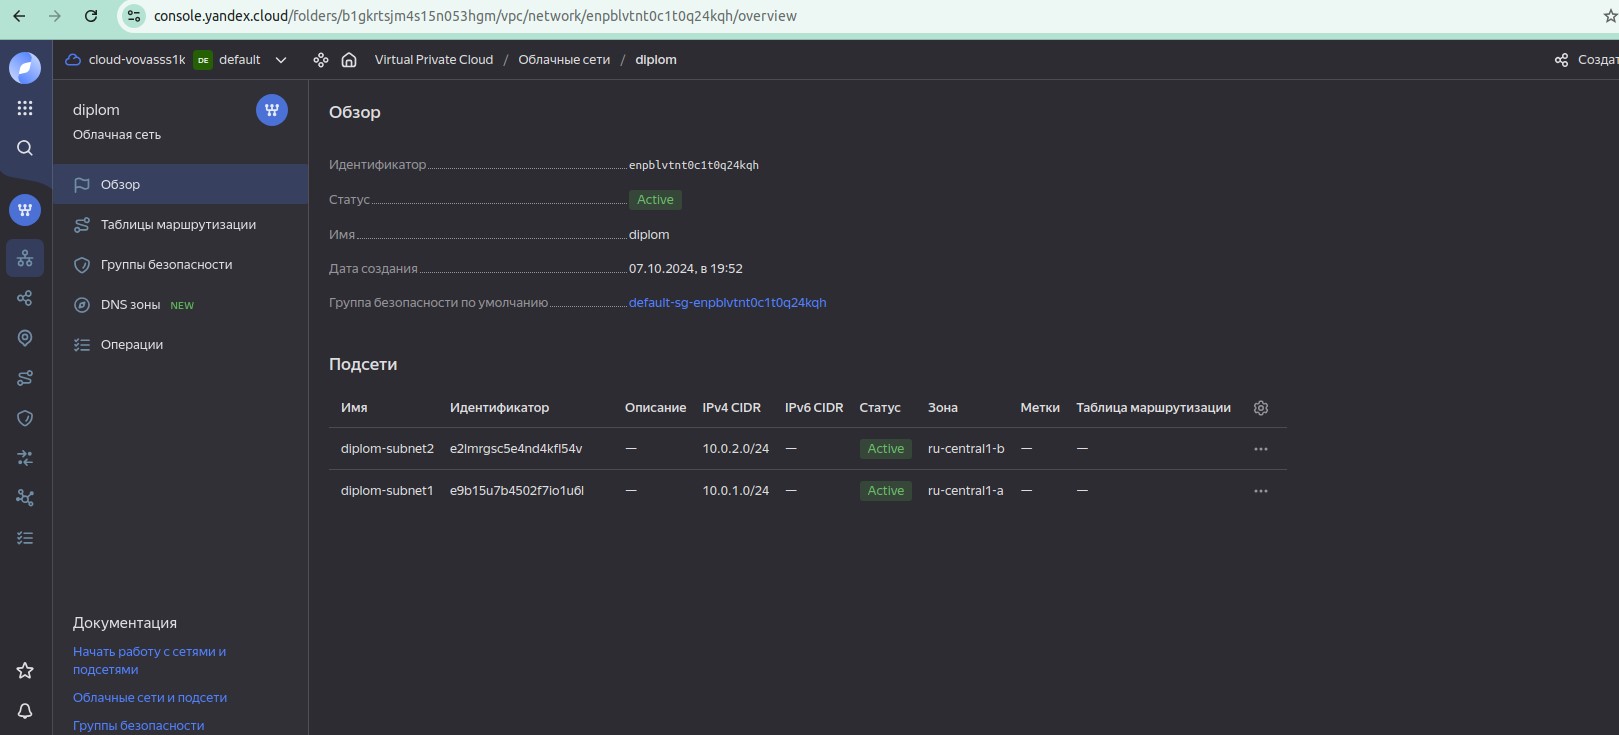 console.yandex.cloud/folders/b1gkrtsjm4s15n053hgm/vpc/network/enpblvtnt0c1t0q24kqh/overview
cloud-vovasss1k DE default Virtual Private Cloud / Облачные сети / diplom Создат
diplom
Облачная сеть
Обзор
Таблицы маршрутизации
Группы безопасности
DNS зоны NEW
Операции
Документация
Начать работу с сетями и
подсетями
Облачные сети и подсети
Группы безопасности
Обзор
Идентификатор enpblvtnt0c1t0q24kqh
Статус Active
Имя diplom
Дата создания 07.10.2024, в 19:52
Группа безопасности по умолчанию default-sg-enpblvtnt0c1t0q24kqh
Подсети
Имя Идентификатор Описание IPv4 CIDR IPv6 CIDR Статус Зона Метки Таблица маршрутизации
diplom-subnet2 e2lmrgsc5e4nd4kfl54v — 10.0.2.0/24 — Active ru-central1-b — —
diplom-subnet1 e9b15u7b4502f7io1u6l — 10.0.1.0/24 — Active ru-central1-a — —